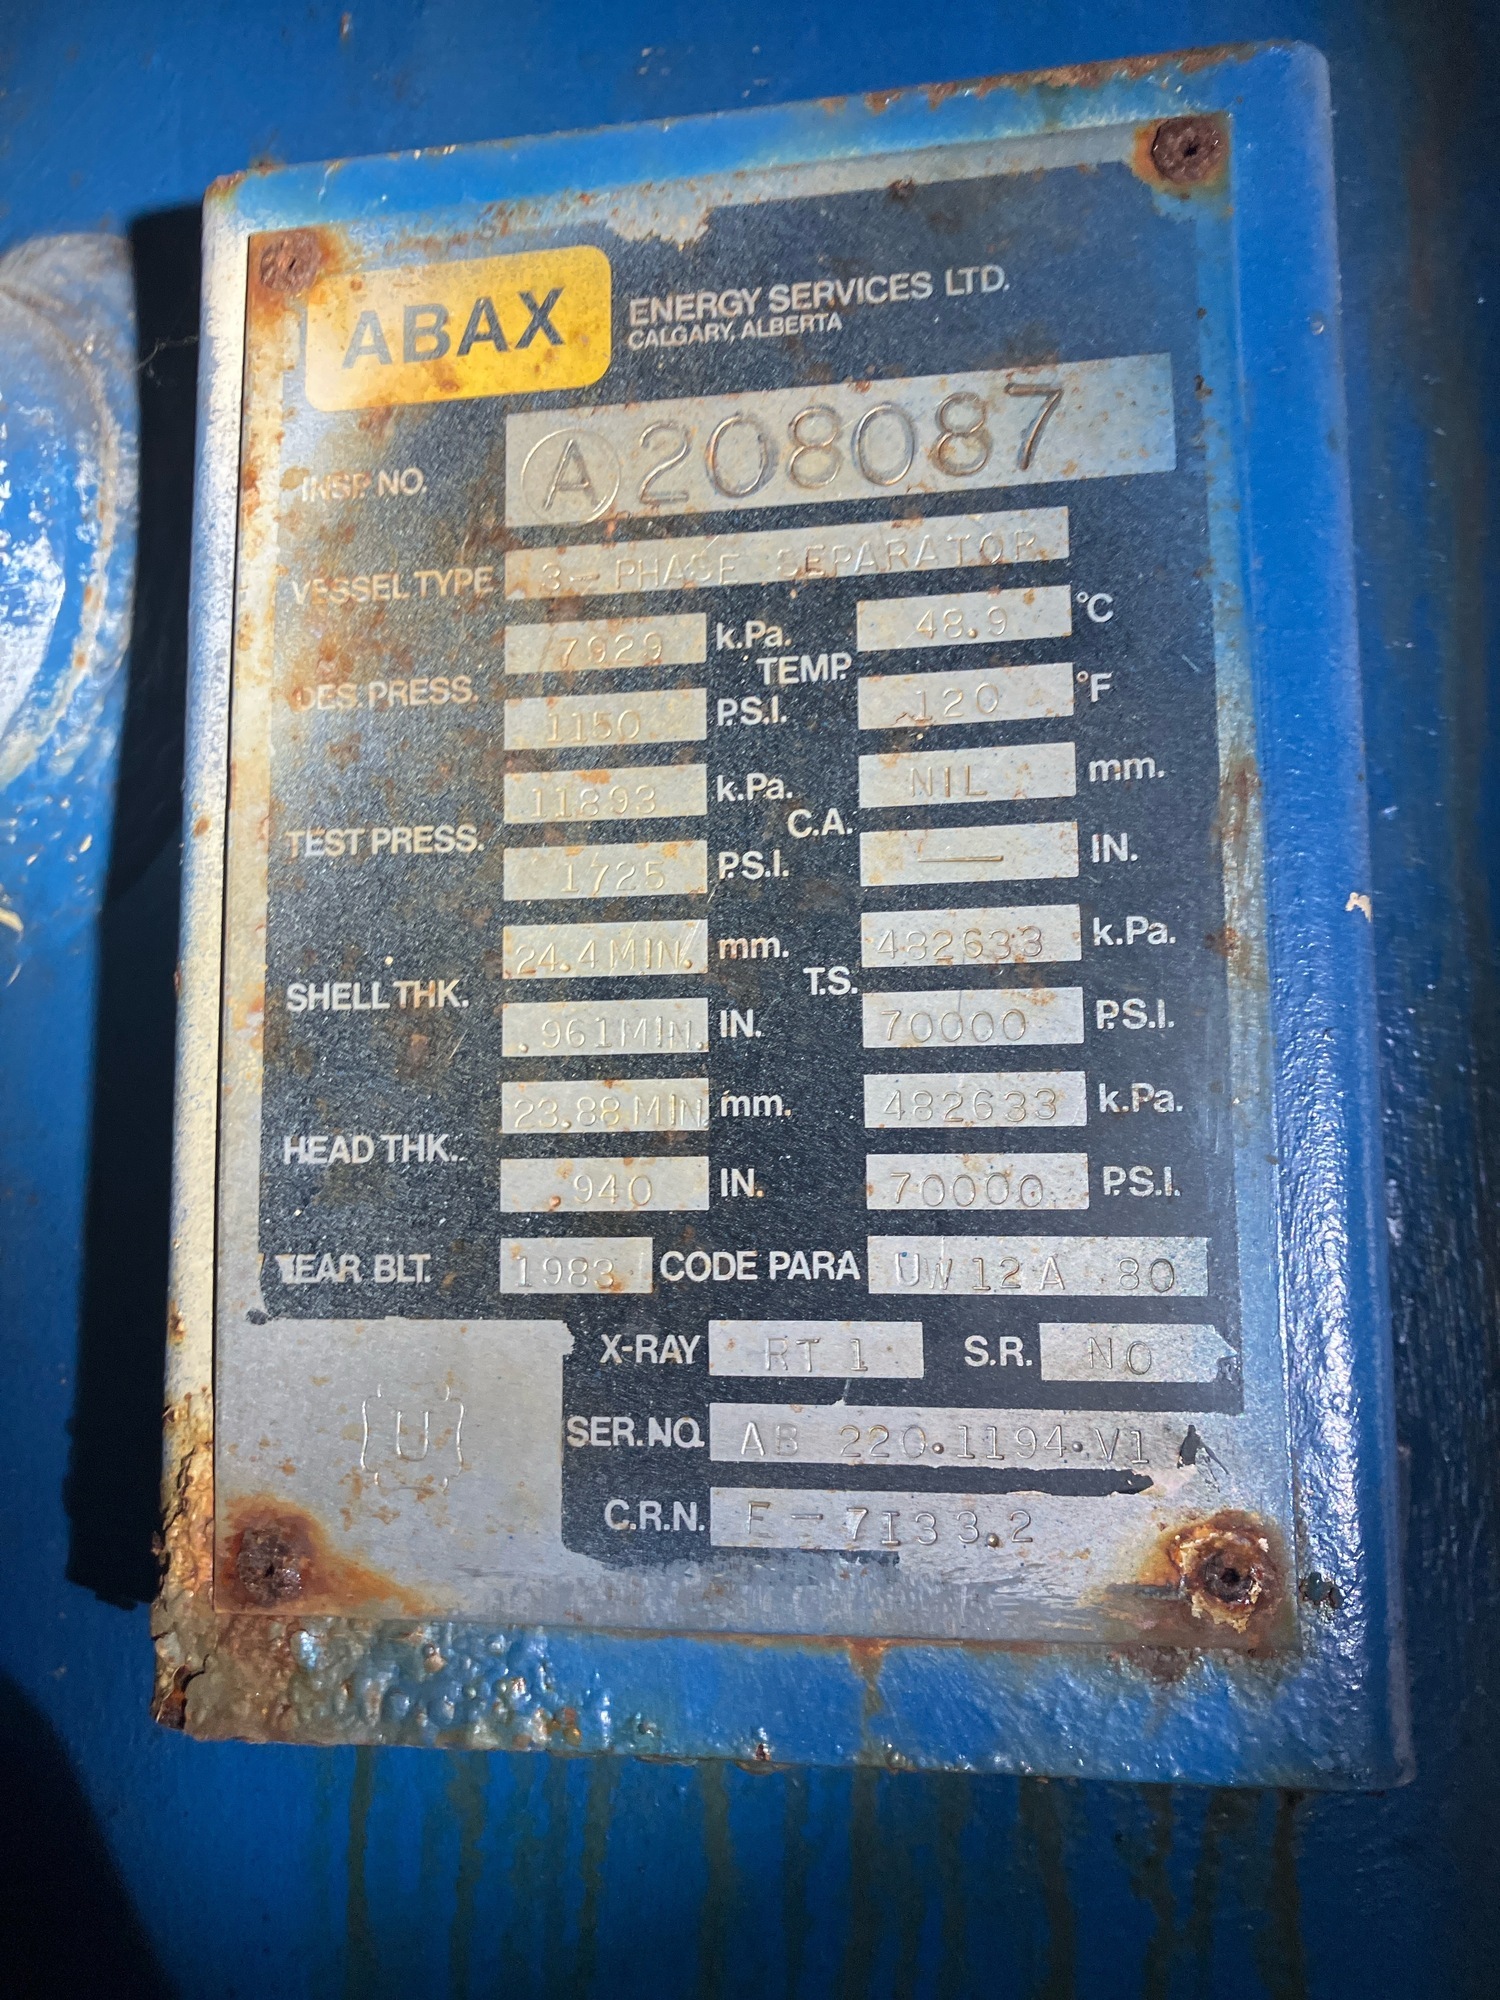 ABAX ENERGY SERVICES LTD.
CALGARY, ALBERTA
INSP. NO. Ⓐ 208087
VESSEL TYPE 3-PHASE SEPARATOR
DES. PRESS. 7929 k.Pa. TEMP. 48.9 °C
1150 P.S.I. 120 °F
TEST PRESS. 11893 k.Pa. C.A. NIL mm.
1725 P.S.I. — IN.
SHELL THK. 24.4 MIN. mm. T.S. 482633 k.Pa.
.961 MIN. IN. 70000 P.S.I.
HEAD THK. 23.88 MIN mm. 482633 k.Pa.
.940 IN. 70000 P.S.I.
YEAR BLT. 1983 CODE PARA UW 12 A 80
X-RAY RT 1 S.R. NO
U
SER. NO. AB 220.1194.V1 A
C.R.N. E-7133.2